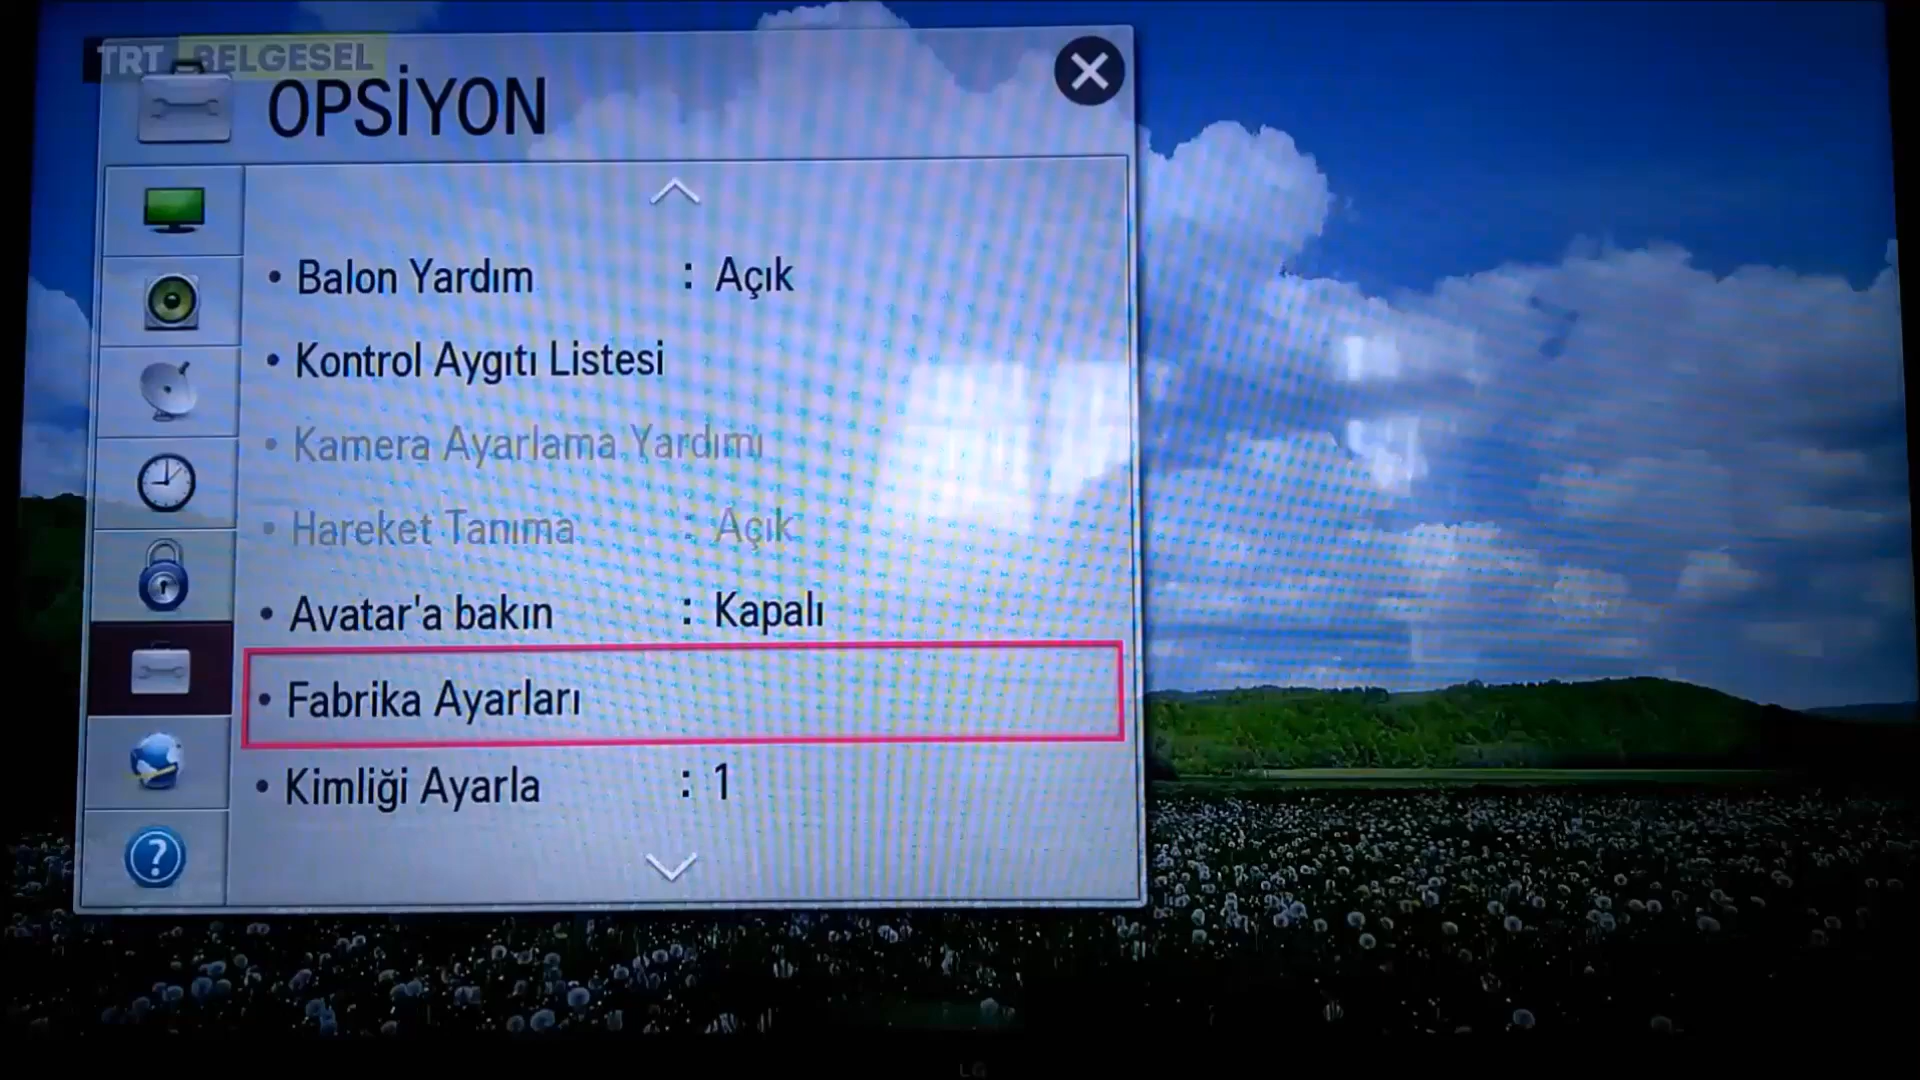 TRT BELGESEL
OPSİYON
• Balon Yardım : Açık
• Kontrol Aygıtı Listesi
• Kamera Ayarlama Yardımı
• Hareket Tanıma : Açık
• Avatar'a bakın : Kapalı
• Fabrika Ayarları
• Kimliği Ayarla : 1
?
LG